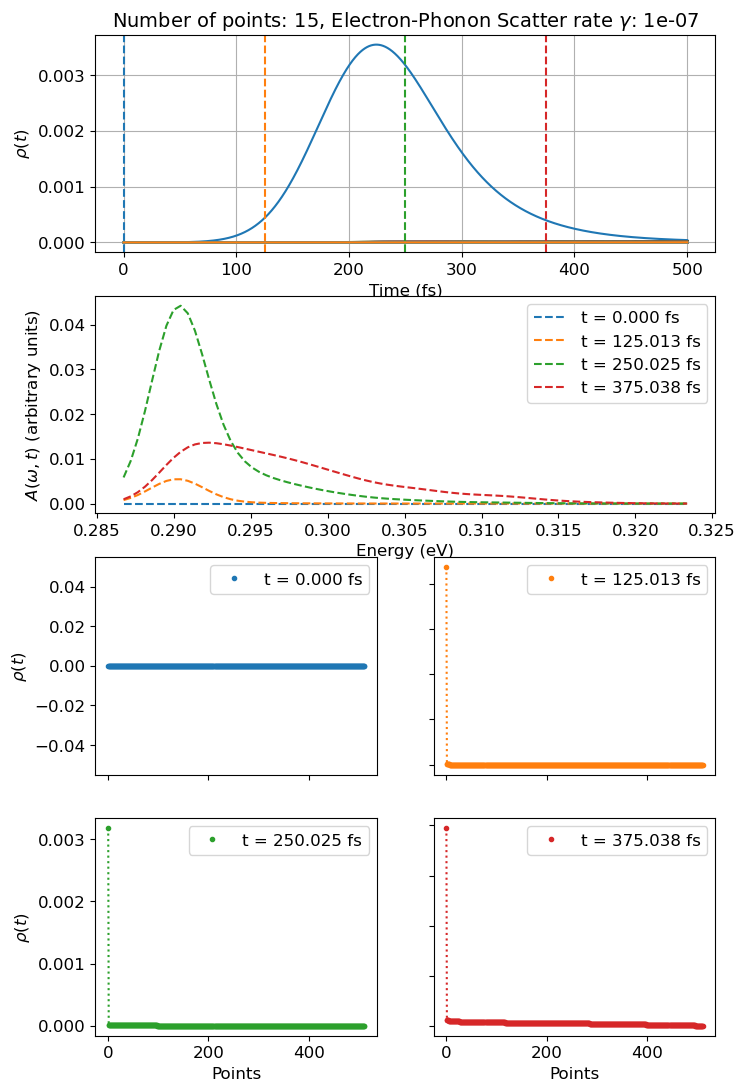 Number of points: 15, Electron-Phonon Scatter rate γ: 1e-07
0.003
0.002
0.001
0.000
ρ(t)
0 100 200 300 400 500
Time (fs)
0.04
0.03
0.02
0.01
0.00
A(ω, t) (arbitrary units)
t = 0.000 fs
t = 125.013 fs
t = 250.025 fs
t = 375.038 fs
0.285 0.290 0.295 0.300 0.305 0.310 0.315 0.320 0.325
Energy (eV)
0.04
0.02
0.00
−0.02
−0.04
ρ(t)
t = 0.000 fs
t = 125.013 fs
0.003
0.002
0.001
0.000
ρ(t)
t = 250.025 fs
0 200 400
Points
t = 375.038 fs
0 200 400
Points